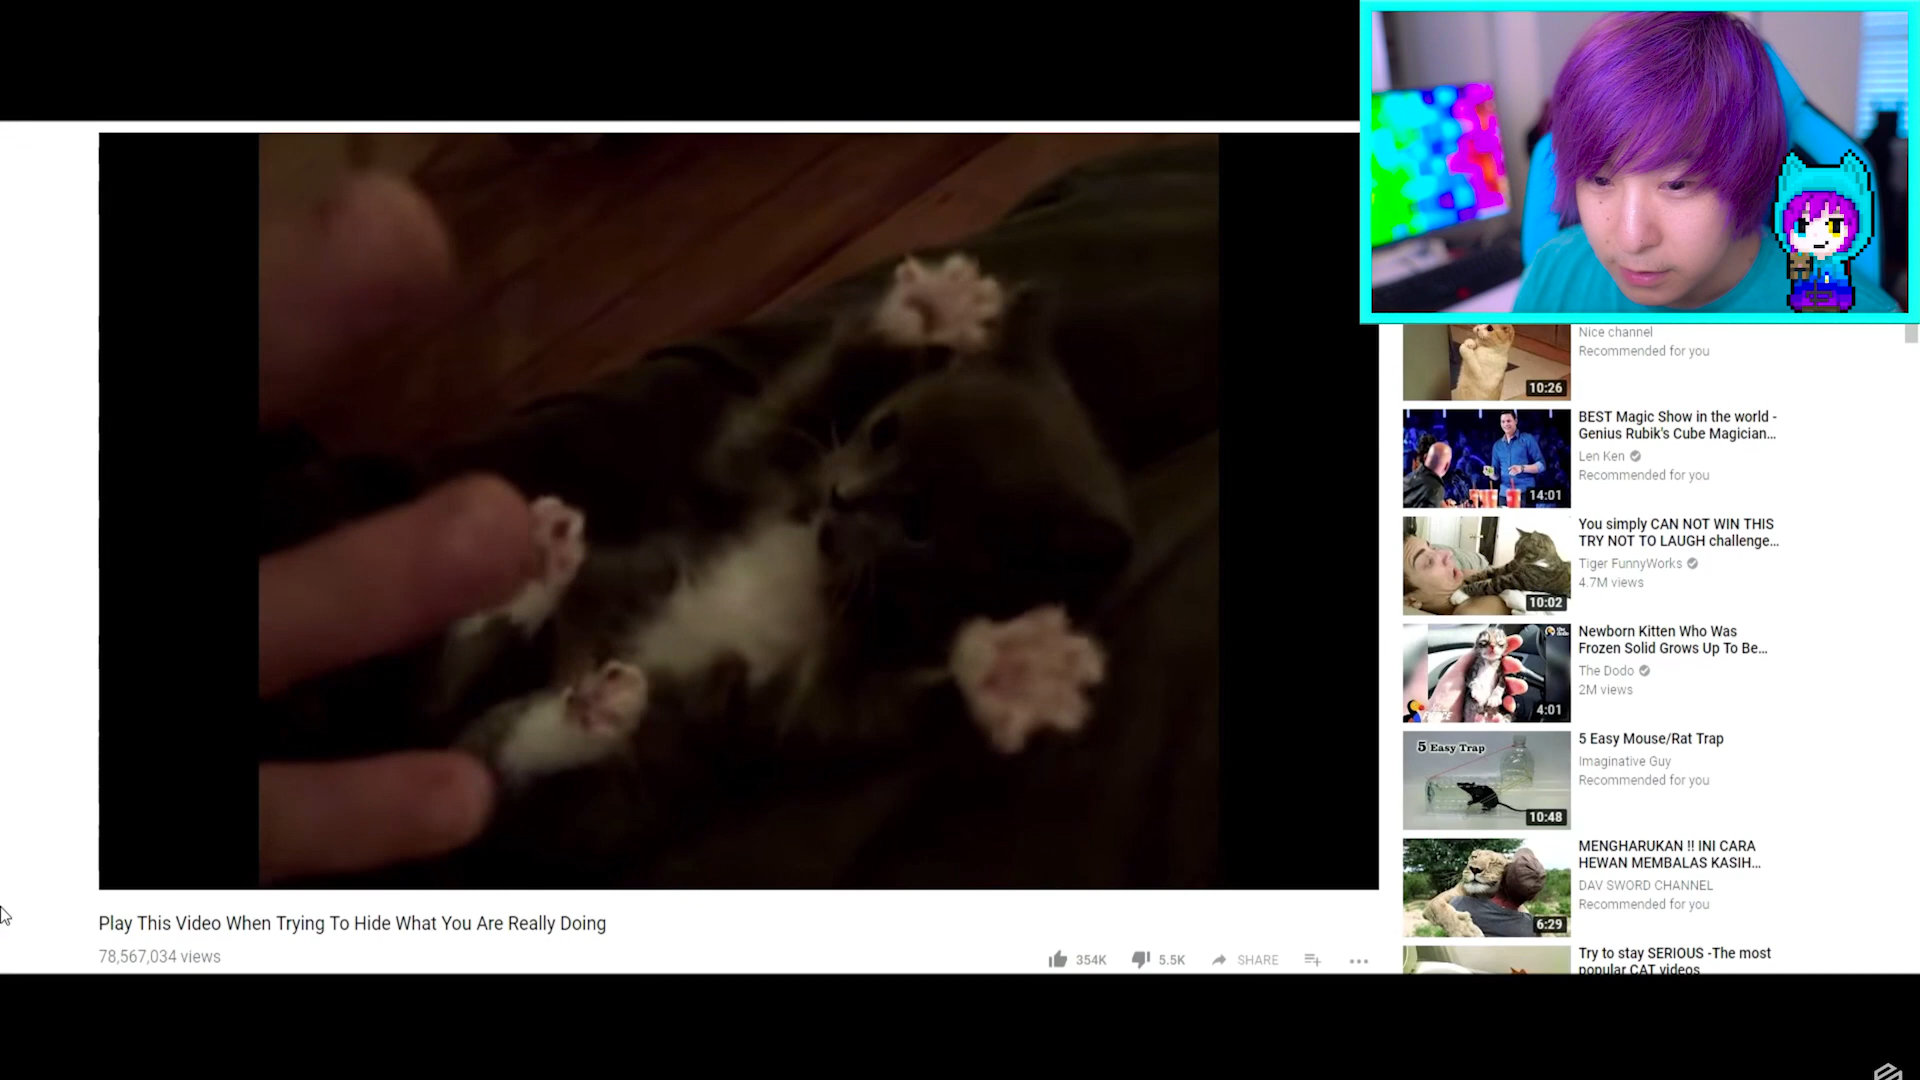 Play This Video When Trying To Hide What You Are Really Doing
78,567,034 views
354K
5.5K
SHARE
Nice channel
Recommended for you
10:26
BEST Magic Show in the world -
Genius Rubik's Cube Magician...
Len Ken
Recommended for you
14:01
You simply CAN NOT WIN THIS
TRY NOT TO LAUGH challenge...
Tiger FunnyWorks
4.7M views
10:02
Newborn Kitten Who Was
Frozen Solid Grows Up To Be...
The Dodo
2M views
4:01
5 Easy Trap
5 Easy Mouse/Rat Trap
Imaginative Guy
Recommended for you
10:48
MENGHARUKAN !! INI CARA
HEWAN MEMBALAS KASIH...
DAV SWORD CHANNEL
Recommended for you
6:29
Try to stay SERIOUS -The most
popular CAT videos